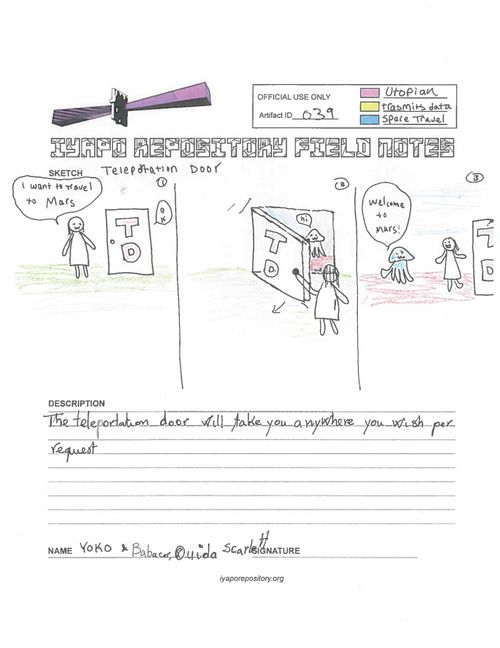 OFFICIAL USE ONLY
Artifact ID 039
Utopian
trasmits data
Space Travel
IYAPO REPOSITORY FIELD NOTES
SKETCH
Teleportation Door
1
I want to travel
to Mars
T
D
OK
2
hi
T
D
3
Welcome
to
Mars!
T
D
DESCRIPTION
The teleportation door will take you anywhere you wish per
request
NAME YOKO & Babacar, Ouida Scarlett
SIGNATURE
iyaporepository.org